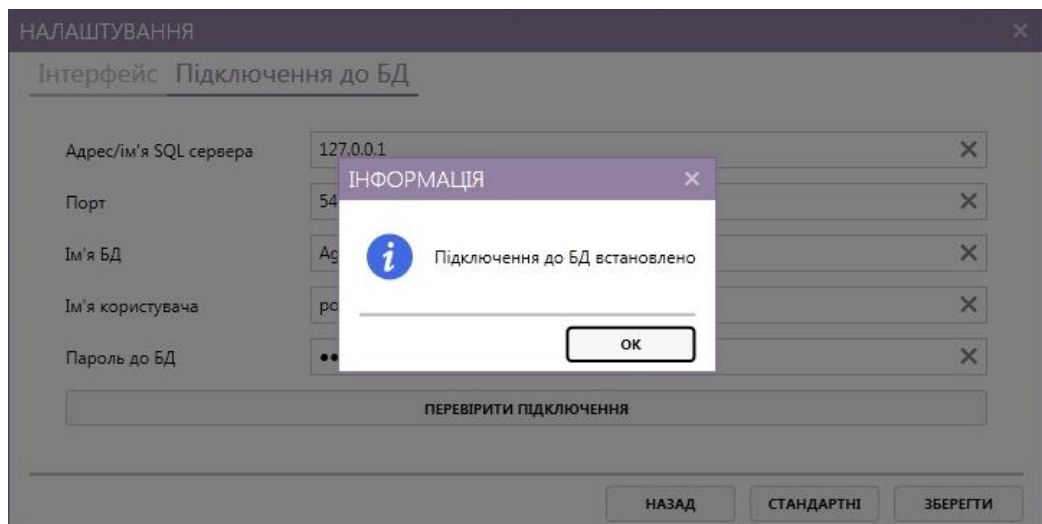 НАЛАШТУВАННЯ
Інтерфейс Підключення до БД
Адрес/ім'я SQL сервера 127.0.0.1
ІНФОРМАЦІЯ
Порт 54
Підключення до БД встановлено
Ім'я БД
Ім'я користувача
ОК
Пароль до БД
ПЕРЕВІРИТИ ПІДКЛЮЧЕННЯ
НАЗАД СТАНДАРТНІ ЗБЕРЕГТИ